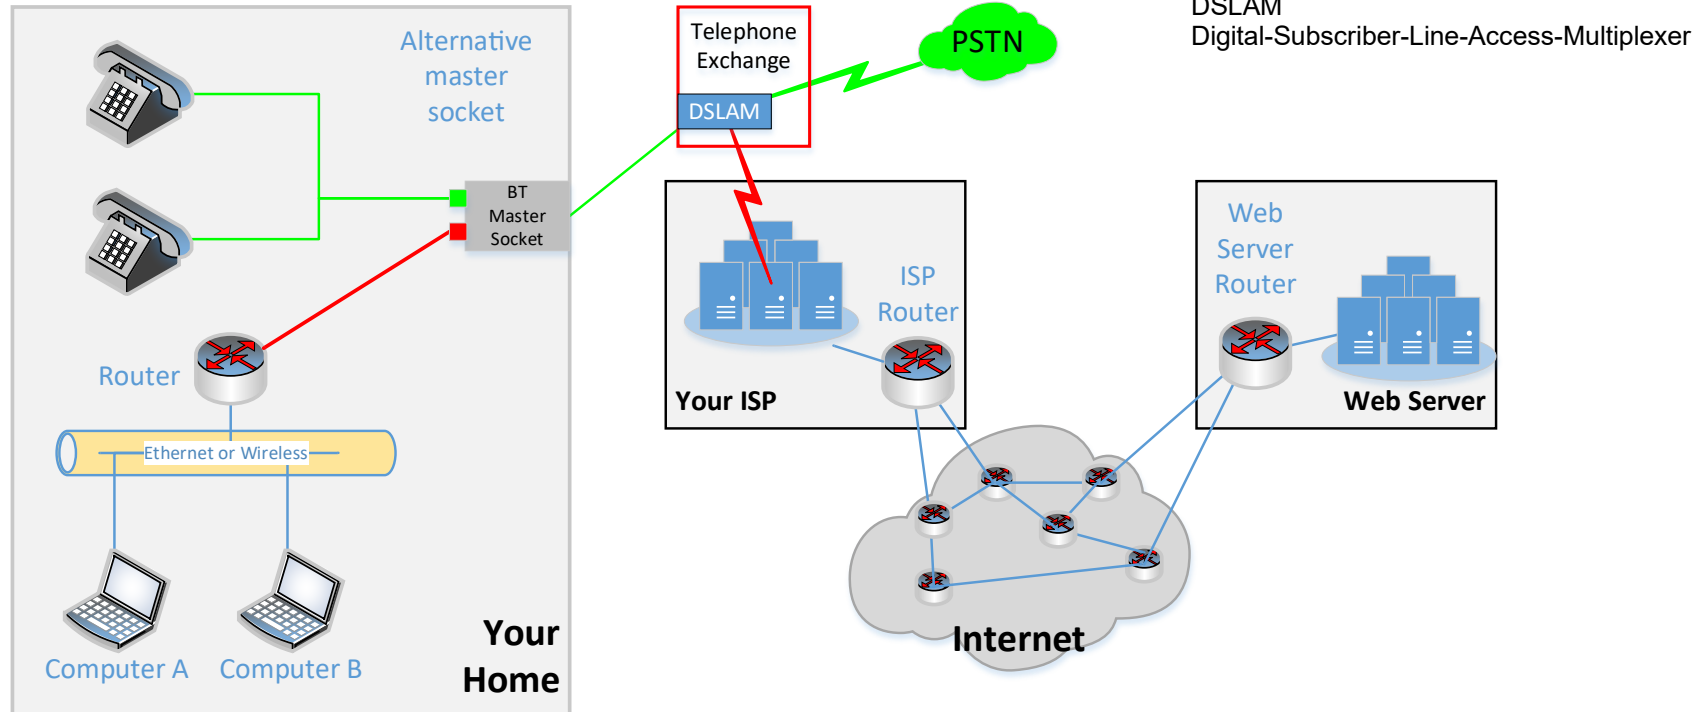 DSLAM
Digital-Subscriber-Line-Access-Multiplexer
Alternative
master
socket
Telephone
Exchange
DSLAM
PSTN
BT
Master
Socket
Router
Ethernet or Wireless
Computer A
Computer B
Your
Home
ISP
Router
Your ISP
Web
Server
Router
Web Server
Internet